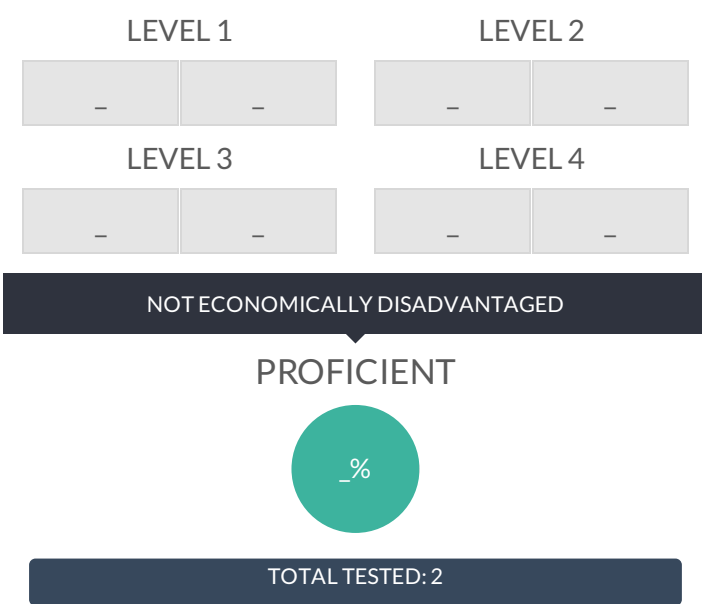 LEVEL 1 LEVEL 2
_ _ _ _
LEVEL 3 LEVEL 4
_ _ _ _
NOT ECONOMICALLY DISADVANTAGED
PROFICIENT
_%
TOTAL TESTED: 2